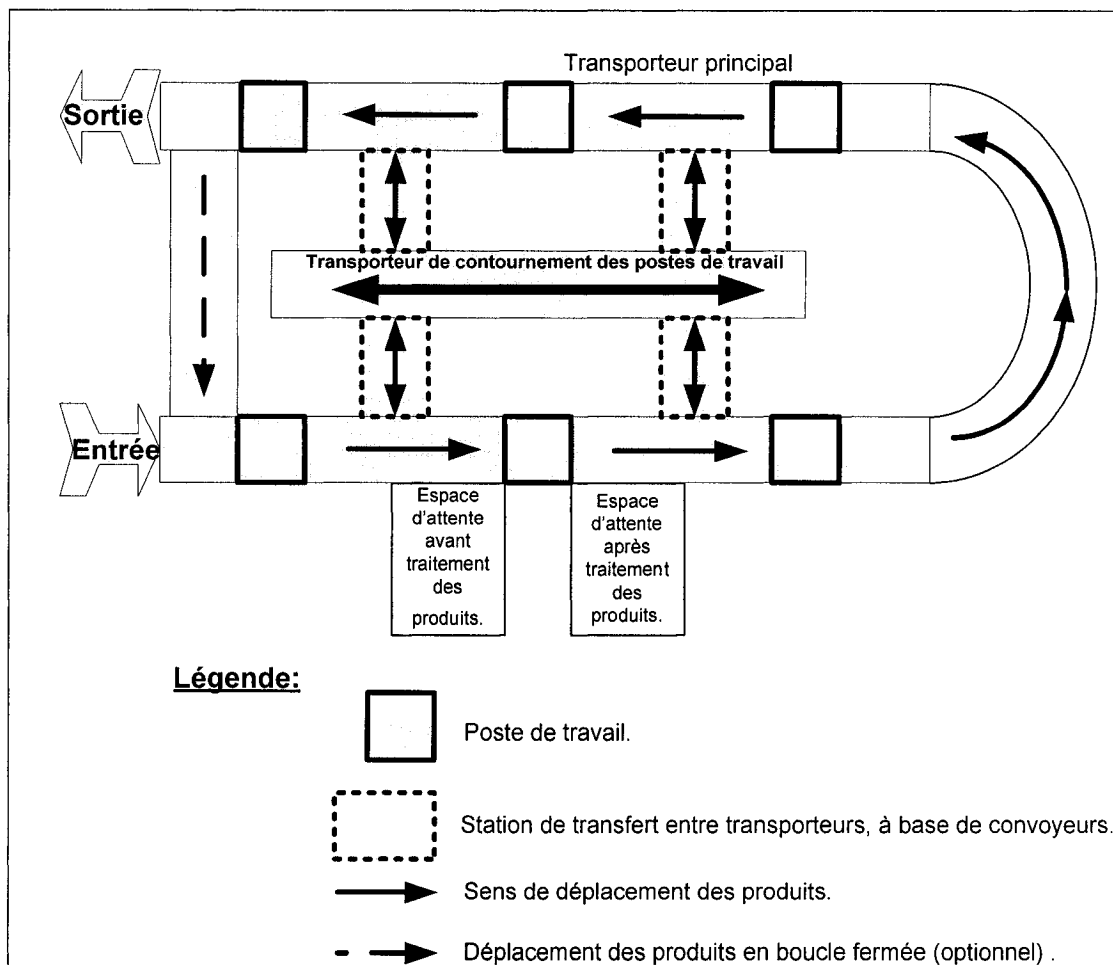 Transporteur principal
Sortie
Transporteur de contournement des postes de travail
Entrée
Espace
d'attente
avant
traitement
des
produits.
Espace
d'attente
après
traitement
des
produits.
Légende:
Poste de travail.
Station de transfert entre transporteurs, à base de convoyeurs.
Sens de déplacement des produits.
Déplacement des produits en boucle fermée (optionnel) .